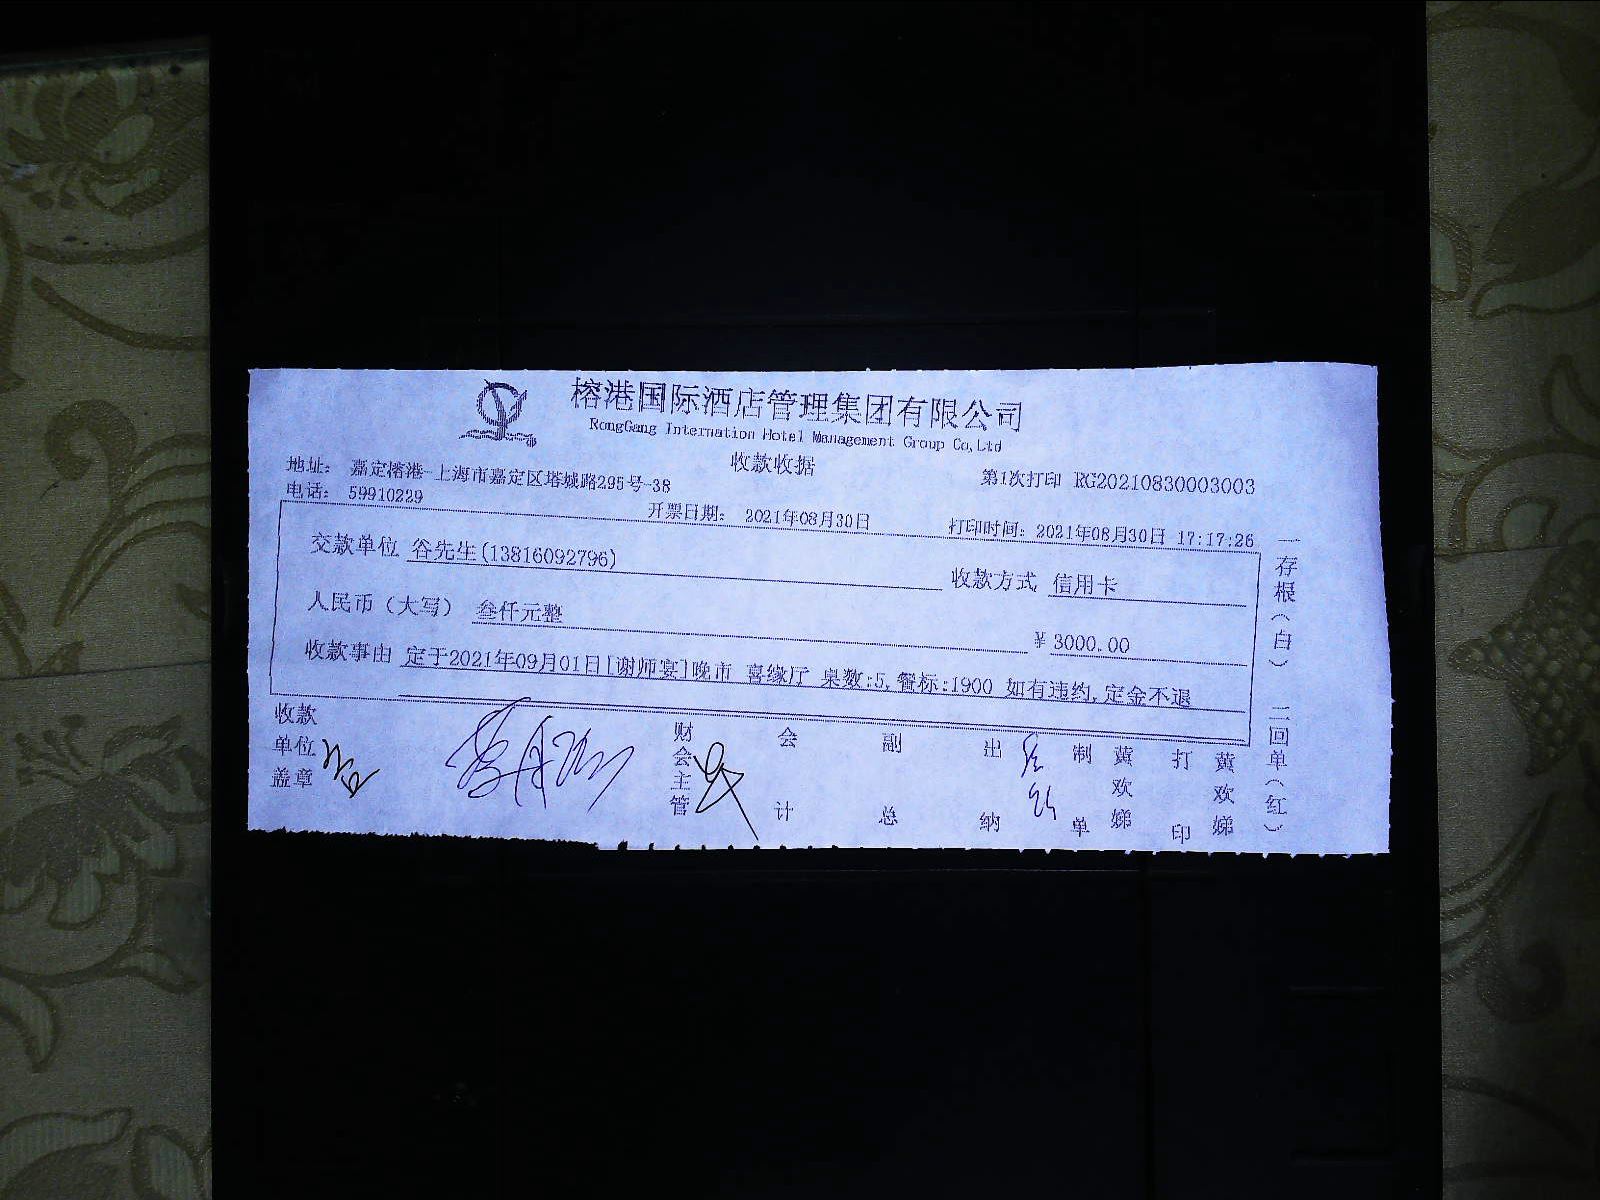 榕港国际酒店管理集团有限公司
RongGang Internation Hotel Management Group Co,Ltd
收款收据
地址： 嘉定榕港-上海市嘉定区塔城路295号-38
第1次打印 RG20210830003003
电话： 59910229
开票日期： 2021年08月30日
打印时间：2021年08月30日 17:17:26
交款单位 谷先生(13816092796)
收款方式 信用卡
人民币（大写） 叁仟元整
￥3000.00
收款事由 定于2021年09月01日[谢师宴]晚市 喜缘厅 桌数:5,餐标:1900 如有违约,定金不退
收款单位盖章
财会主管
会计
副总
出纳
制单 黄欢娣
打印 黄欢娣
一存根（白） 二回单（红）